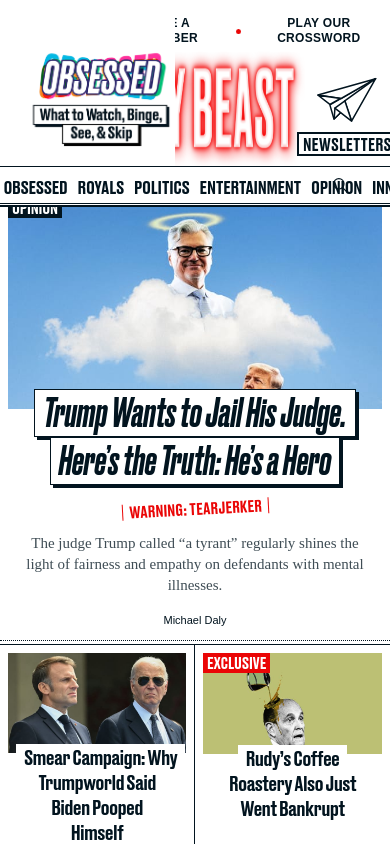 PLAY OUR
CROSSWORD
OBSESSED
What to Watch, Binge,
See, & Skip
BEAST
NEWSLETTERS
OBSESSED ROYALS POLITICS ENTERTAINMENT OPINION
OPINION
Trump Wants to Jail His Judge.
Here’s the Truth: He’s a Hero
WARNING: TEARJERKER
The judge Trump called “a tyrant” regularly shines the
light of fairness and empathy on defendants with mental
illnesses.
Michael Daly
Smear Campaign: Why
Trumpworld Said
Biden Pooped
Himself
EXCLUSIVE
Rudy’s Coffee
Roastery Also Just
Went Bankrupt